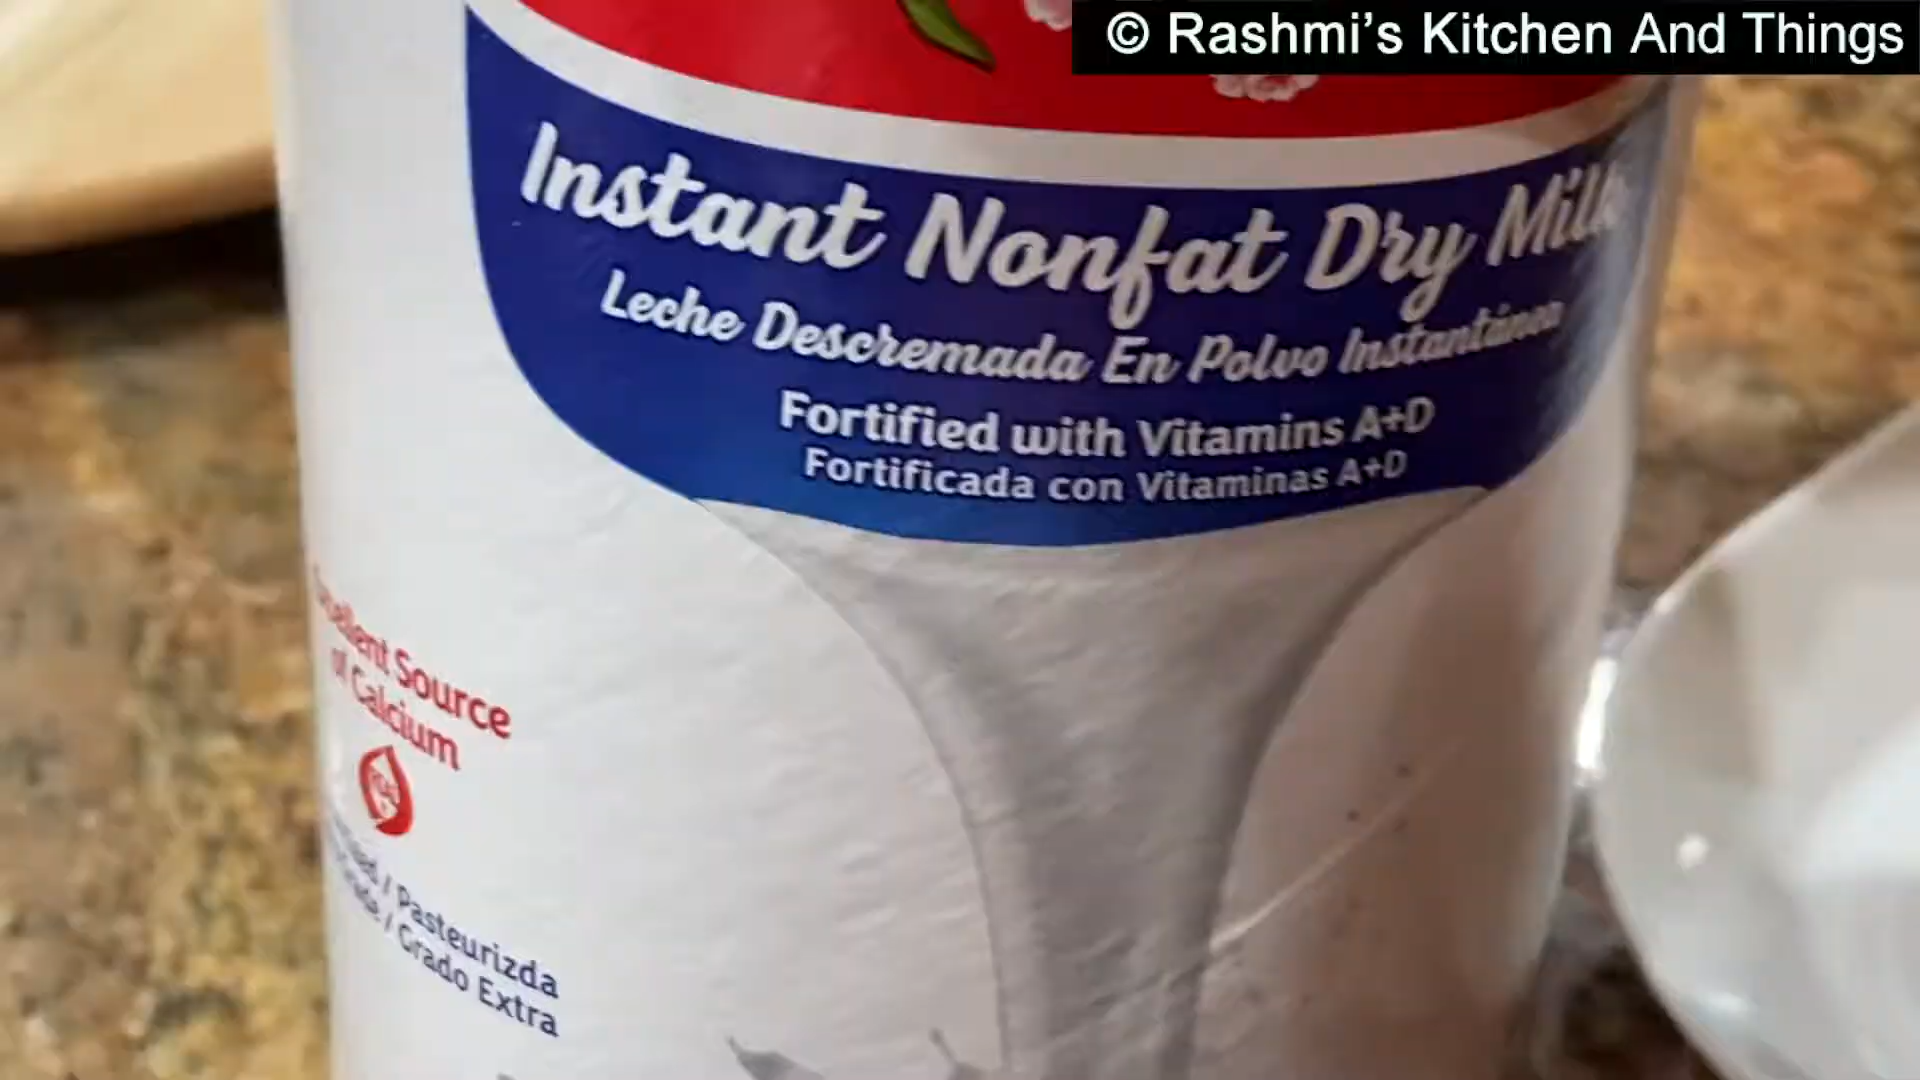 © Rashmi’s Kitchen And Things
Instant Nonfat Dry Milk
Leche Descremada En Polvo Instantánea
Fortified with Vitamins A+D
Fortificada con Vitaminas A+D
Excellent Source
of Calcium
/ Pasteurizda
/ Grado Extra